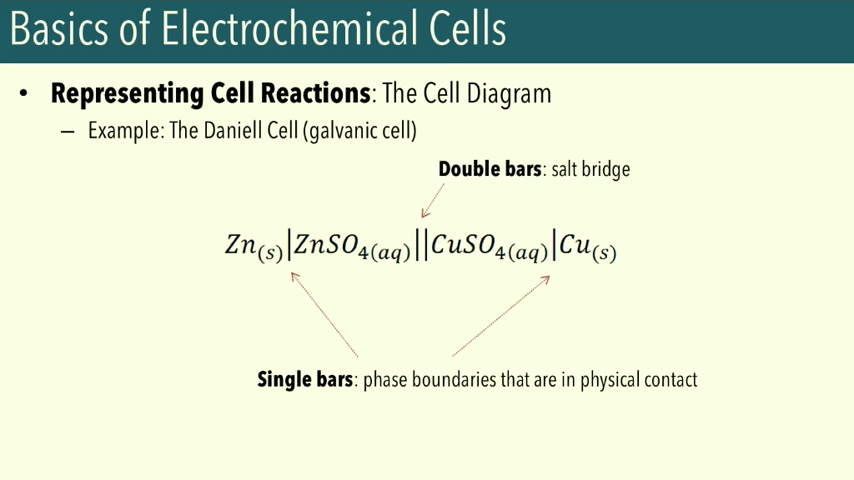 Basics of Electrochemical Cells
• Representing Cell Reactions: The Cell Diagram
– Example: The Daniell Cell (galvanic cell)
Double bars: salt bridge
Zn(s)|ZnSO4(aq)||CuSO4(aq)|Cu(s)
Single bars: phase boundaries that are in physical contact